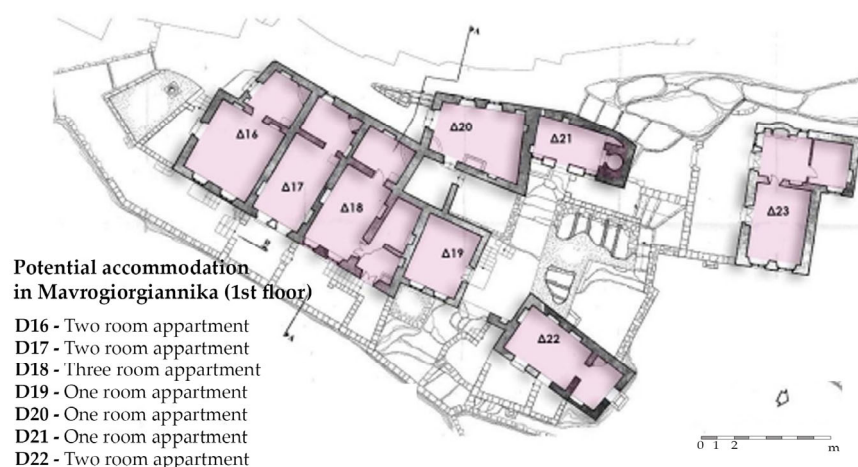 A
Δ16
Δ20
Δ21
Δ17
Δ18
Δ23
Δ19
Potential accommodation
in Mavrogiorgiannika (1st floor)
D16 - Two room appartment
D17 - Two room appartment
D18 - Three room appartment
D19 - One room appartment
D20 - One room appartment
D21 - One room appartment
D22 - Two room appartment
A
Δ22
0 1 2
m